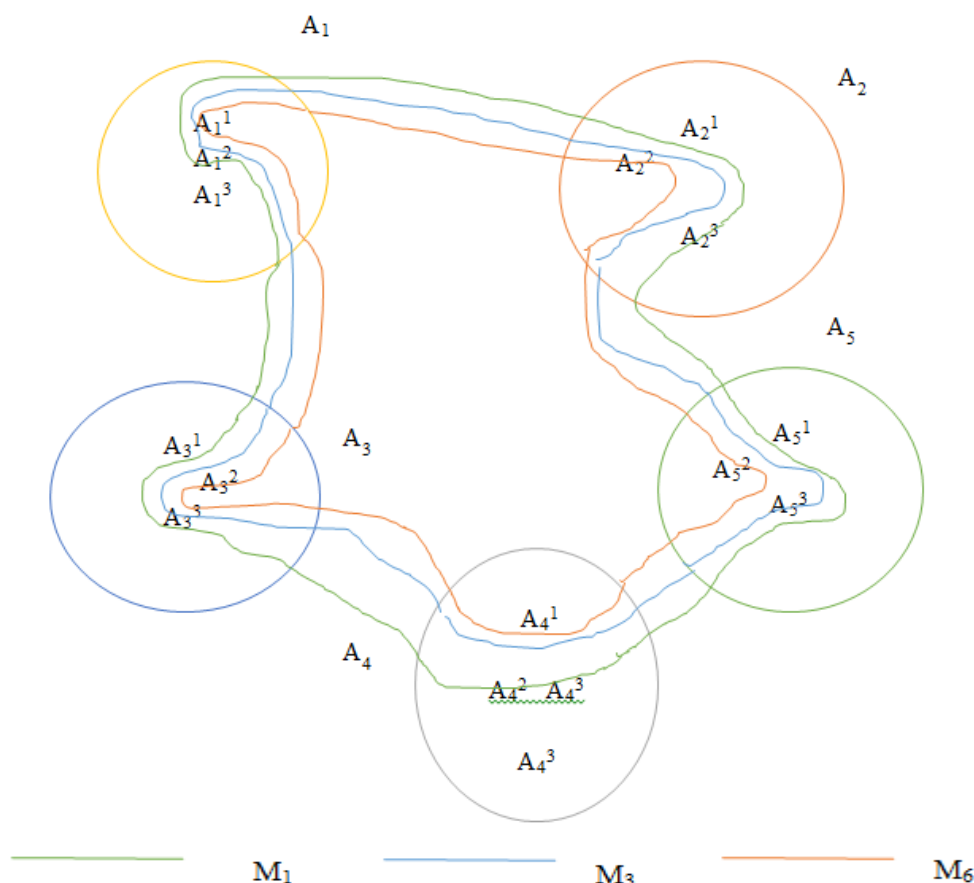 A₁
A₂
A₁¹
A₂¹
A₁²
A₂²
A₁³
A₂³
A₅
A₃¹
A₃
A₅¹
A₃²
A₅²
A₃³
A₅³
A₄¹
A₄
A₄² A₄³
A₄³
M₁ M₃ M₆